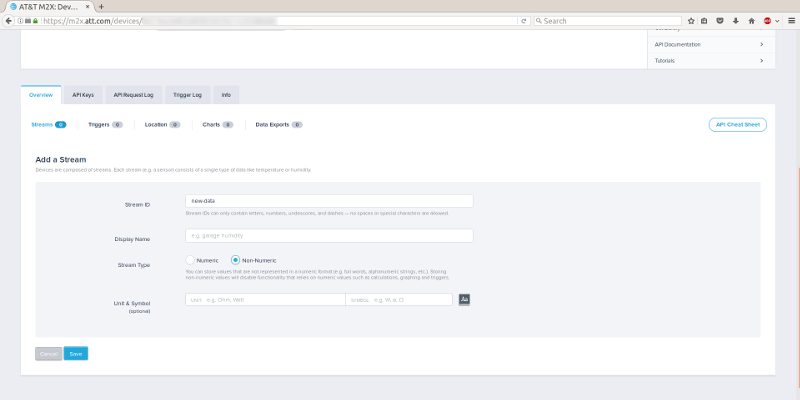 AT&T M2X: Dev...
https://m2x.att.com/devices/
Search
API Documentation
Tutorials
Overview
API Keys
API Request Log
Trigger Log
Info
Streams 0
Triggers 0
Location 0
Charts 0
Data Exports 0
API Cheat Sheet
Add a Stream
Devices are composed of streams. Each stream (e.g. a sensor) consists of a single type of data like temperature or humidity.
Stream ID
new-data
Stream IDs can only contain letters, numbers, underscores, and dashes — no spaces or special characters are allowed.
Display Name
e.g. garage humidity
Stream Type
Numeric
Non-Numeric
You can store values that are not represented in a numeric format (e.g. full words, alphanumeric strings, etc.). Storing
non-numeric values will disable functionality that relies on numeric values such as calculations, graphing and triggers.
Unit & Symbol
(optional)
UNIT e.g. Ohm, Watt
SYMBOL e.g. W, Ω
Aa
Cancel
Save